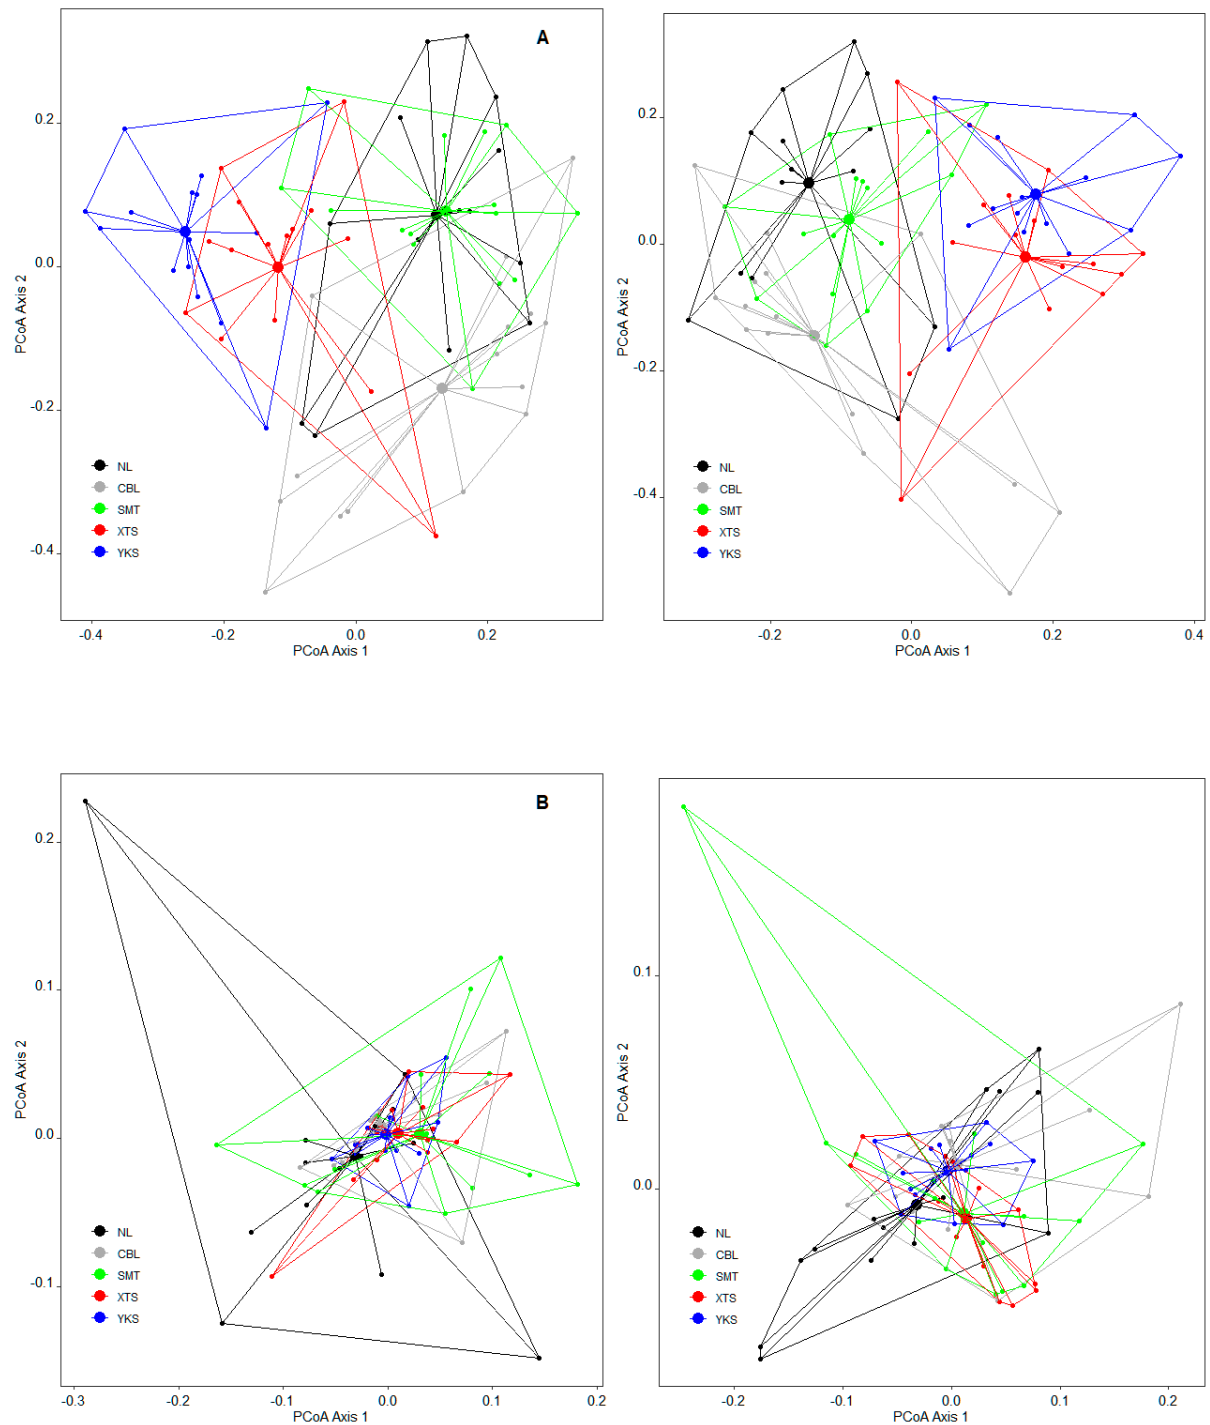 A
0.2
0.0
-0.2
-0.4
PCoA Axis 2
NL
CBL
SMT
XTS
YKS
-0.4 -0.2 0.0 0.2
PCoA Axis 1
0.2
0.0
-0.2
-0.4
PCoA Axis 2
NL
CBL
SMT
XTS
YKS
-0.2 0.0 0.2 0.4
PCoA Axis 1
B
0.2
0.1
0.0
-0.1
PCoA Axis 2
NL
CBL
SMT
XTS
YKS
-0.3 -0.2 -0.1 0.0 0.1 0.2
PCoA Axis 1
0.1
0.0
PCoA Axis 2
NL
CBL
SMT
XTS
YKS
-0.2 -0.1 0.0 0.1 0.2
PCoA Axis 1